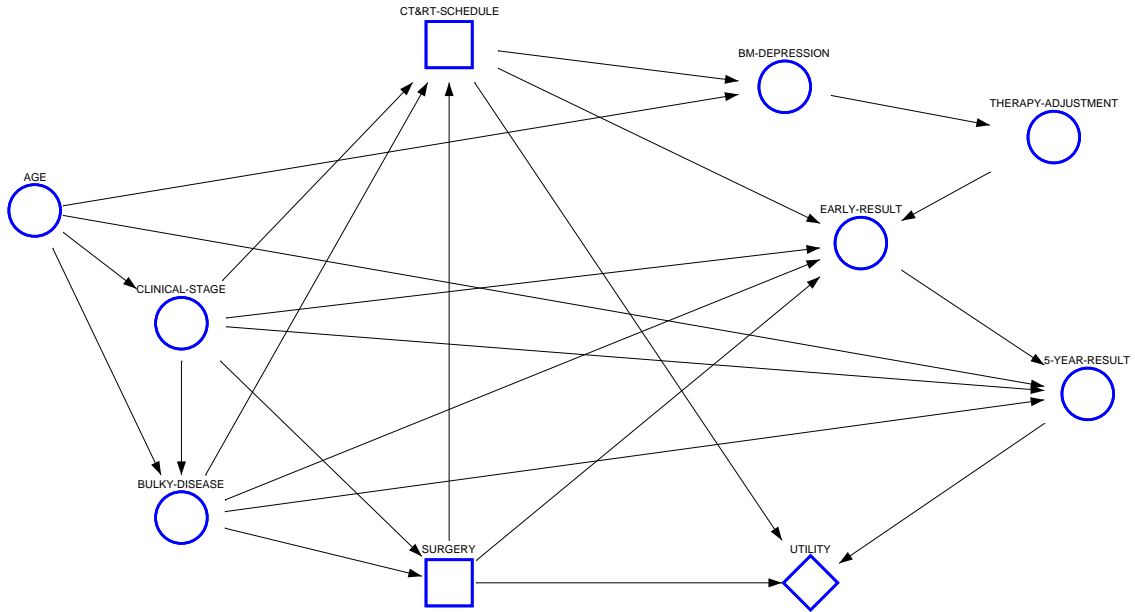 CT&RT-SCHEDULE
BM-DEPRESSION
THERAPY-ADJUSTMENT
AGE
EARLY-RESULT
CLINICAL-STAGE
5-YEAR-RESULT
BULKY-DISEASE
SURGERY
UTILITY